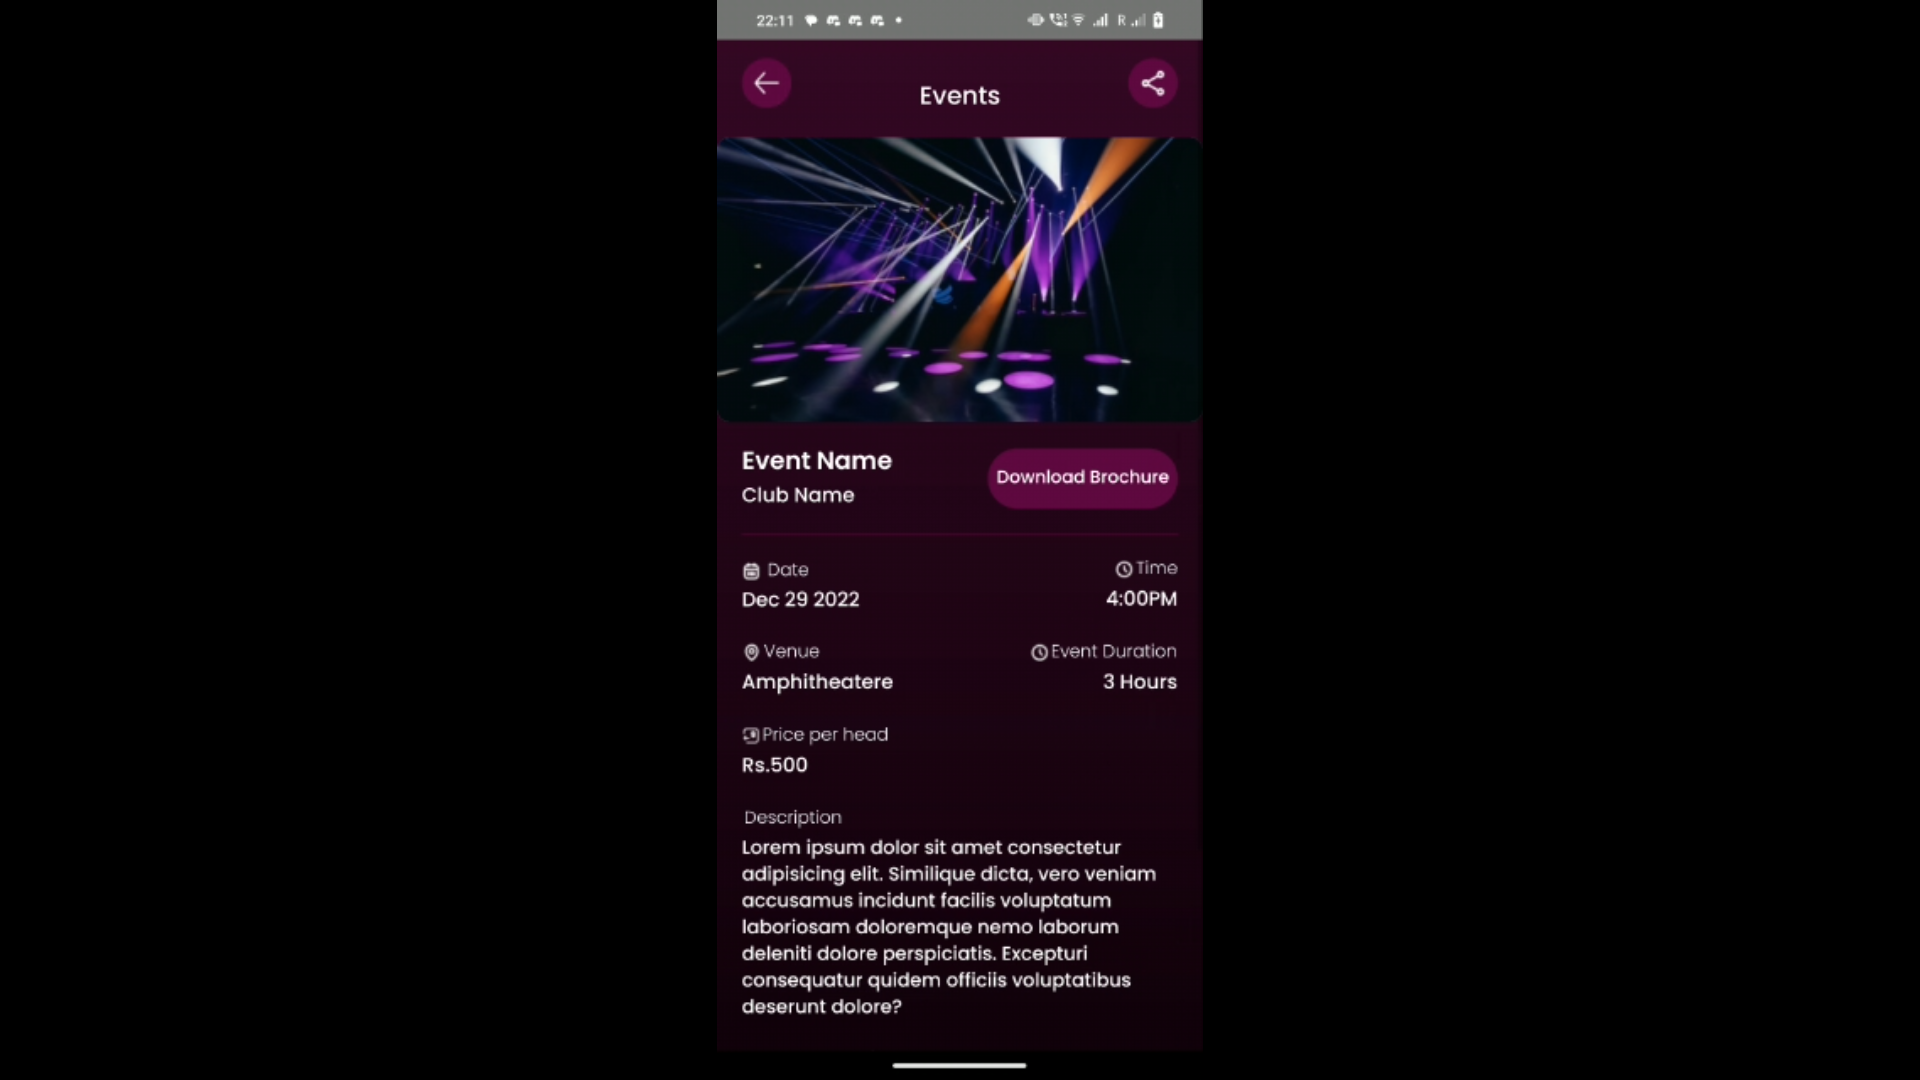 22:11
R
Events
Event Name
Club Name
Download Brochure
Date
Time
Dec 29 2022
4:00PM
Venue
Event Duration
Amphitheatere
3 Hours
Price per head
Rs.500
Description
Lorem ipsum dolor sit amet consectetur
adipisicing elit. Similique dicta, vero veniam
accusamus incidunt facilis voluptatum
laboriosam doloremque nemo laborum
deleniti dolore perspiciatis. Excepturi
consequatur quidem officiis voluptatibus
deserunt dolore?